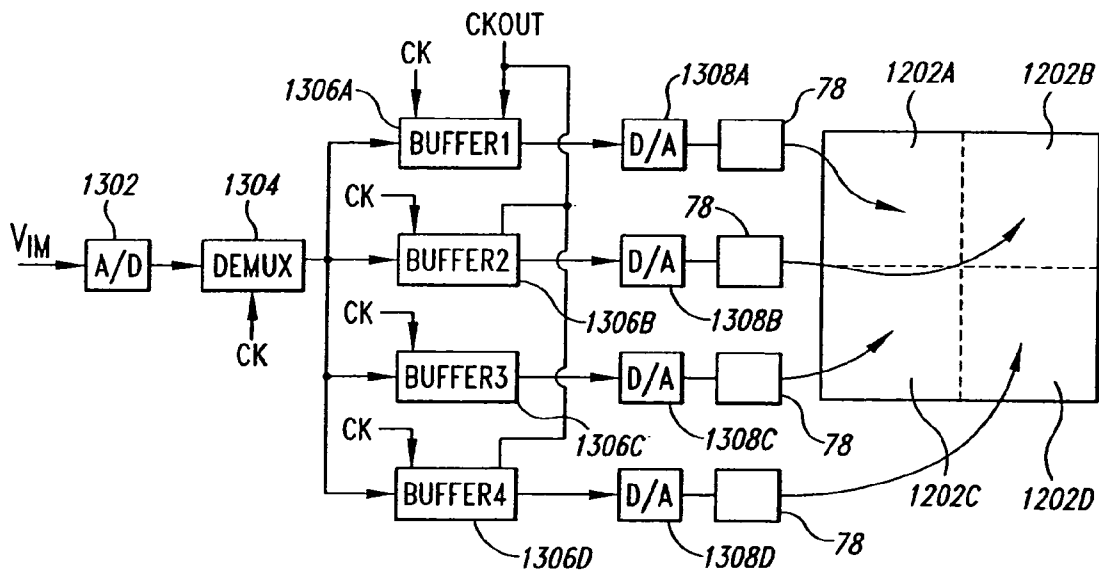 CKOUT
CK
1306A
1308A
78
1202A
1202B
BUFFER1
D/A
1302
1304
CK
78
VIM
A/D
DEMUX
BUFFER2
D/A
CK
1306B
1308B
CK
BUFFER3
D/A
1306C
1308C
78
CK
1202C
1202D
BUFFER4
D/A
1306D
1308D
78